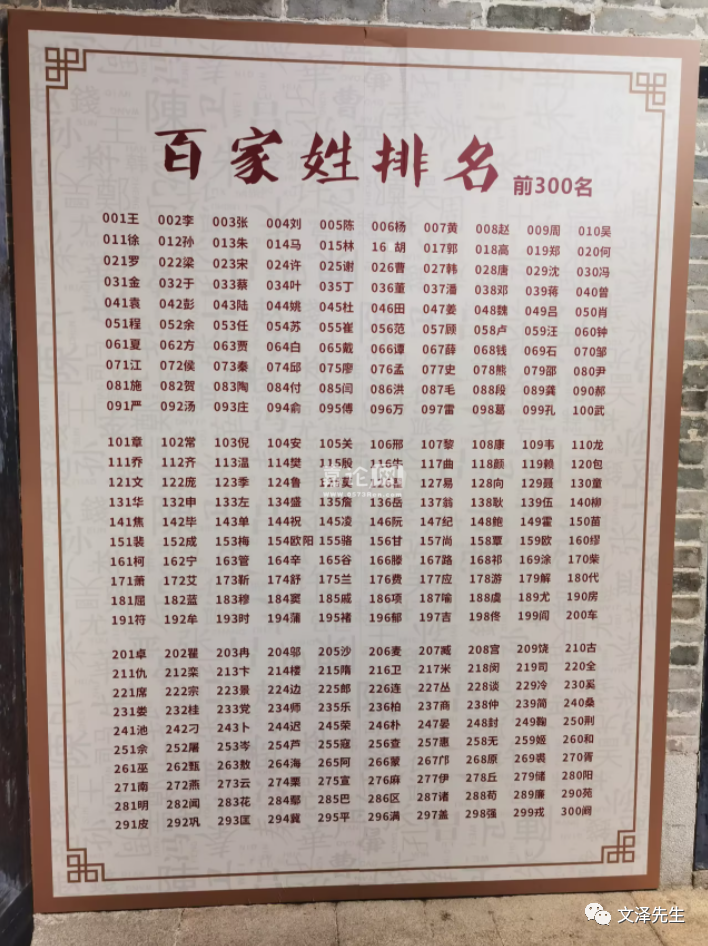 百家姓排名 前300名
001王 002李 003张 004刘 005陈 006杨 007黄 008赵 009周 010吴
011徐 012孙 013朱 014马 015林 16 胡 017郭 018高 019郑 020何
021罗 022梁 023宋 024许 025谢 026曹 027韩 028唐 029沈 030冯
031金 032于 033蔡 034叶 035丁 036董 037潘 038邓 039蒋 040曾
041袁 042彭 043陆 044姚 045杜 046田 047姜 048魏 049吕 050肖
051程 052余 053任 054苏 055崔 056范 057顾 058卢 059汪 060钟
061夏 062方 063贾 064白 065戴 066谭 067薛 068钱 069石 070邹
071江 072侯 073秦 074邱 075廖 076孟 077史 078熊 079邵 080尹
081施 082贺 083陶 084付 085闫 086洪 087毛 088段 089龚 090郝
091严 092汤 093庄 094俞 095傅 096万 097雷 098葛 099孔 100武
101章 102常 103倪 104安 105关 106邢 107黎 108康 109韦 110龙
111乔 112齐 113温 114樊 115殷 116牛 117曲 118颜 119赖 120包
121文 122庞 123季 124鲁 127易 128向 129聂 130童
131华 132申 133左 134盛 135詹 136岳 137翁 138耿 139伍 140柳
141焦 142毕 143单 144祝 145凌 146阮 147纪 148鲍 149霍 150苗
151裴 152成 153梅 154欧阳 155骆 156甘 157尚 158覃 159欧 160缪
161柯 162宁 163管 164辛 165谷 166滕 167路 168祁 169涂 170柴
171萧 172艾 173靳 174舒 175兰 176费 177应 178游 179解 180代
181屈 182蓝 183穆 184窦 185戚 186项 187喻 188虞 189尤 190房
191符 192牟 193时 194蒲 195褚 196郁 197吉 198佟 199阎 200车
201卓 202瞿 203冉 204邬 205沙 206麦 207臧 208宫 209饶 210古
211仇 212栾 213卞 214楼 215隋 216卫 217米 218闵 219司 220全
221席 222宗 223景 224边 225郎 226连 227丛 228谈 229冷 230奚
231娄 232桂 233党 234师 235乐 236柏 237商 238仲 239简 240桑
241池 242刁 243卜 244迟 245荣 246朴 247晏 248封 249鞠 250荆
251佘 252屠 253岑 254芦 255寇 256查 257惠 258无 259姬 260和
261巫 262甄 263敖 264海 265阿 266蒙 267邝 268原 269裘 270胥
271南 272燕 273云 274栗 275宣 276麻 277伊 278丘 279储 280阳
281明 282闻 283花 284鄢 285巴 286区 287诸 288苟 289廉 290苑
291皮 292巩 293匡 294冀 295平 296满 297盖 298强 299戎 300阙
文泽先生